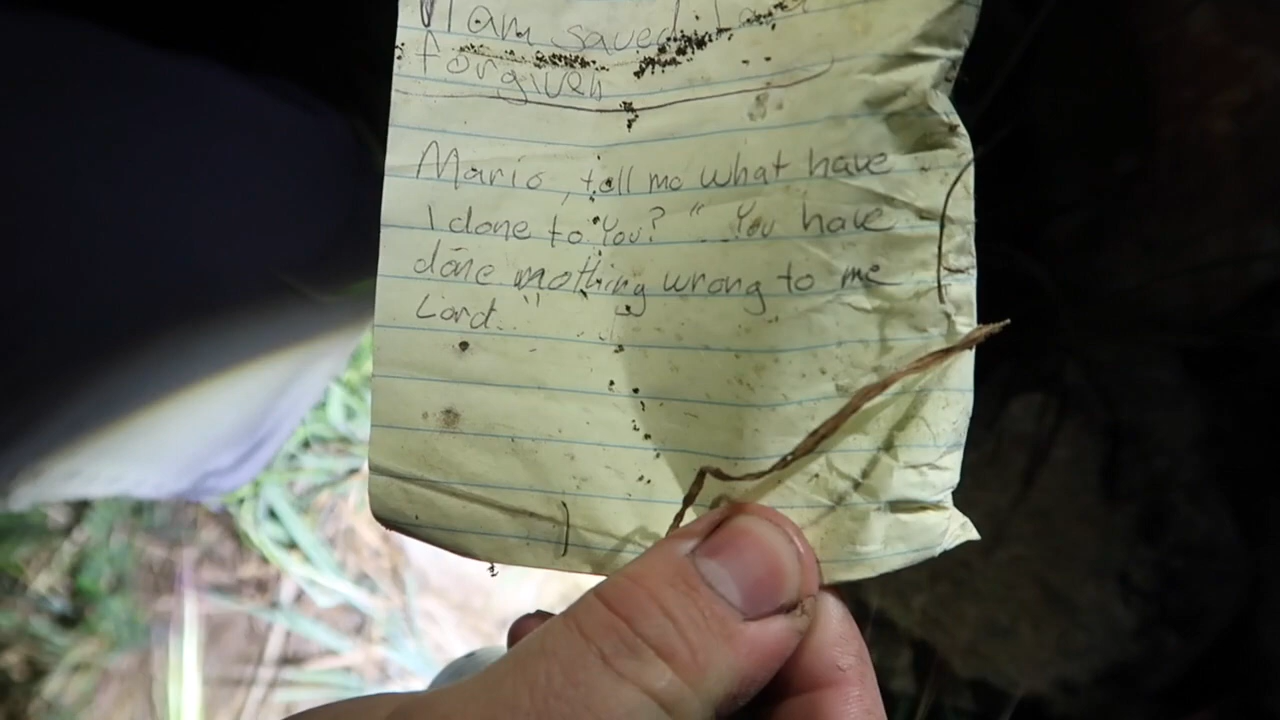 I am saved. I am
forgiven
Mario, tell me what have
I done to You? "...You have
done nothing wrong to me
Lord."